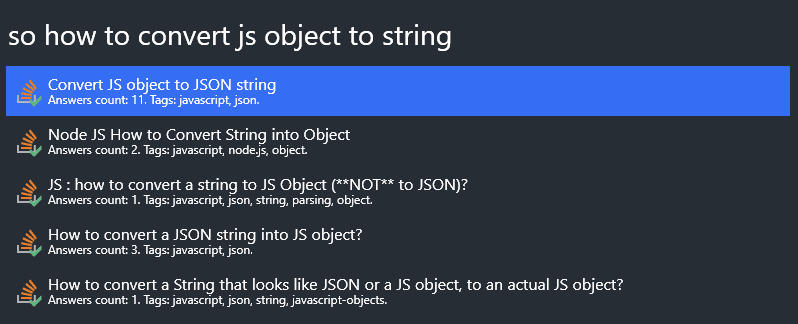 so how to convert js object to string
Convert JS object to JSON string
Answers count: 11. Tags: javascript, json.
Node JS How to Convert String into Object
Answers count: 2. Tags: javascript, node.js, object.
JS : how to convert a string to JS Object (**NOT** to JSON)?
Answers count: 1. Tags: javascript, json, string, parsing, object.
How to convert a JSON string into JS object?
Answers count: 3. Tags: javascript, json.
How to convert a String that looks like JSON or a JS object, to an actual JS object?
Answers count: 1. Tags: javascript, json, string, javascript-objects.